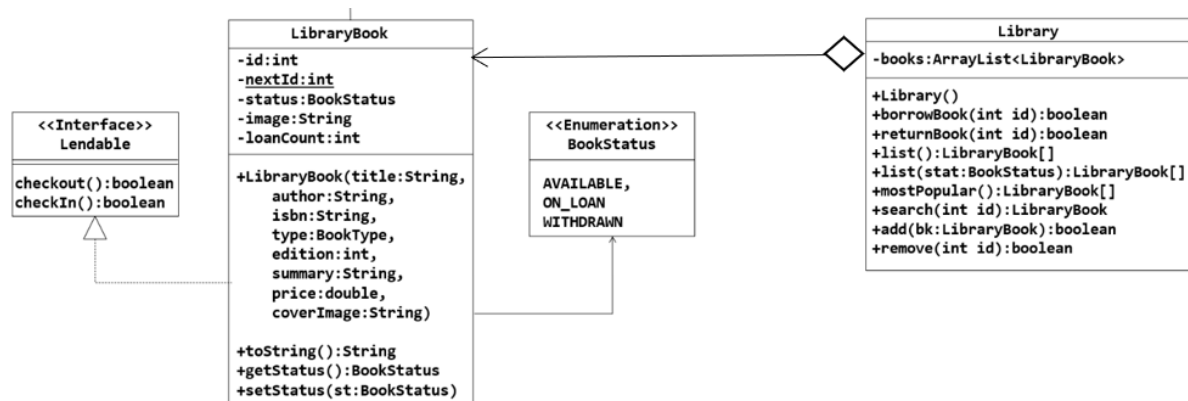 <<Interface>>
Lendable
checkout():boolean
checkIn():boolean
LibraryBook
-id:int
-nextId:int
-status:BookStatus
-image:String
-loanCount:int
+LibraryBook(title:String,
author:String,
isbn:String,
type:BookType,
edition:int,
summary:String,
price:double,
coverImage:String)
+toString():String
+getStatus():BookStatus
+setStatus(st:BookStatus)
<<Enumeration>>
BookStatus
AVAILABLE,
ON_LOAN
WITHDRAWN
Library
-books:ArrayList<LibraryBook>
+Library()
+borrowBook(int id):boolean
+returnBook(int id):boolean
+list():LibraryBook[]
+list(stat:BookStatus):LibraryBook[]
+mostPopular():LibraryBook[]
+search(int id):LibraryBook
+add(bk:LibraryBook):boolean
+remove(int id):boolean